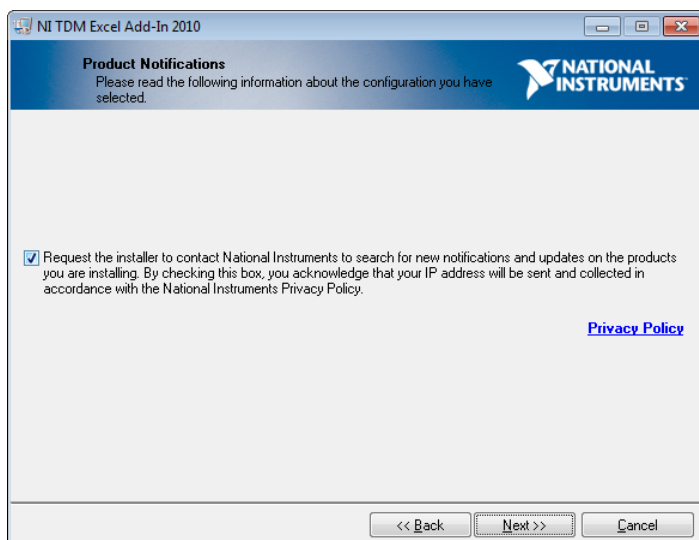 NI TDM Excel Add-In 2010
Product Notifications
Please read the following information about the configuration you have
selected.
NATIONAL
INSTRUMENTS
Request the installer to contact National Instruments to search for new notifications and updates on the products
you are installing. By checking this box, you acknowledge that your IP address will be sent and collected in
accordance with the National Instruments Privacy Policy.
Privacy Policy
<< Back
Next >>
Cancel